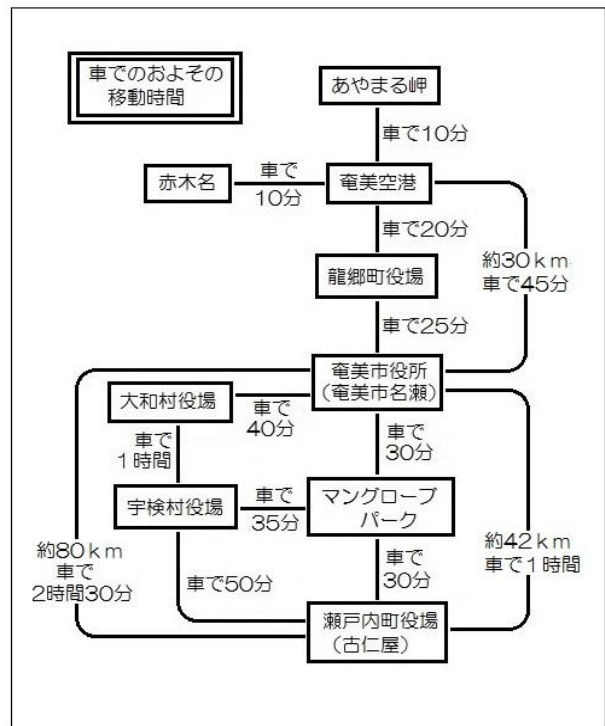 車でのおよその
移動時間
あやまる岬
車で10分
赤木名
車で
10分
奄美空港
車で20分
約30km
車で45分
龍郷町役場
車で25分
奄美市役所
(奄美市名瀬)
大和村役場
車で
40分
車で
30分
車で
1時間
宇検村役場
車で
35分
マングローブ
パーク
約80km
車で
2時間30分
車で50分
車で
30分
約42km
車で1時間
瀬戸内町役場
(古仁屋)